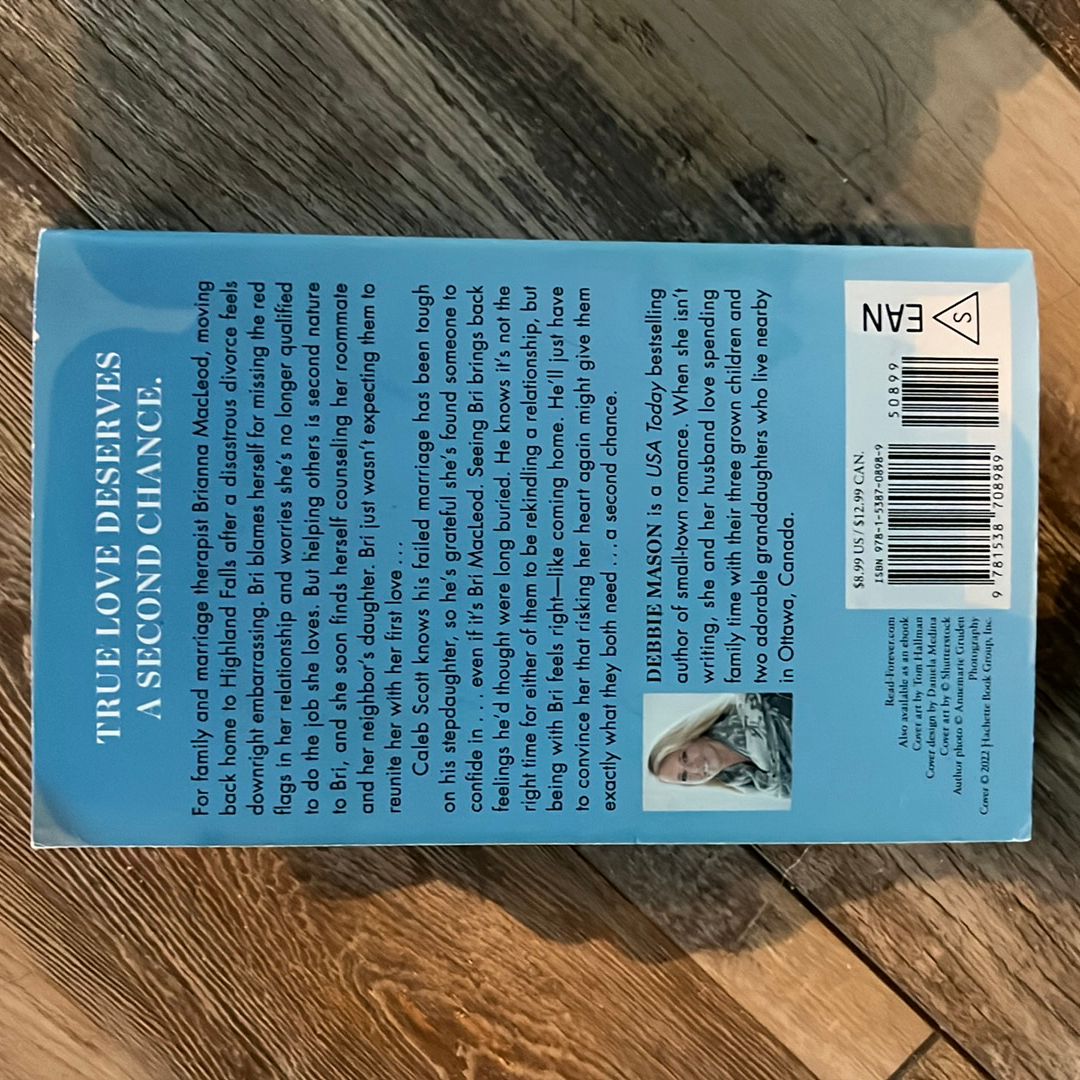 TRUE LOVE DESERVES
A SECOND CHANCE.
For family and marriage therapist Brianna MacLeod, moving
back home to Highland Falls after a disastrous divorce feels
downright embarrassing. Bri blames herself for missing the red
flags in her relationship and worries she's no longer qualified
to do the job she loves. But helping others is second nature
to Bri, and she soon finds herself counseling her roommate
and her neighbor's daughter. Bri just wasn't expecting them to
reunite her with her first love . . .
Caleb Scott knows his failed marriage has been tough
on his stepdaughter, so he's grateful she's found someone to
confide in . . . even if it's Bri MacLeod. Seeing Bri brings back
feelings he'd thought were long buried. He knows it's not the
right time for either of them to be rekindling a relationship, but
being with Bri feels right—like coming home. He'll just have
to convince her that risking her heart again might give them
exactly what they both need . . . a second chance.
DEBBIE MASON is a USA Today bestselling
author of small-town romance. When she isn't
writing, she and her husband love spending
family time with their three grown children and
two adorable granddaughters who live nearby
in Ottawa, Canada.
Read-Forever.com
Also available as an ebook
Cover art by Tom Hallman
Cover design by Daniela Medina
Cover art by © Shutterstock
Author photo © Annemarie Gruden
Photography
Cover © 2022 Hachette Book Group, Inc.
$8.99 US / $12.99 CAN.
ISBN 978-1-5387-0898-9
9 781538 708989
50899
EAN
S